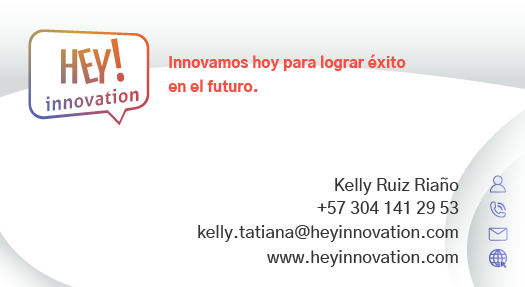 HEY!
innovation
Innovamos hoy para lograr éxito
en el futuro.
Kelly Ruiz Riaño
+57 304 141 29 53
kelly.tatiana@heyinnovation.com
www.heyinnovation.com